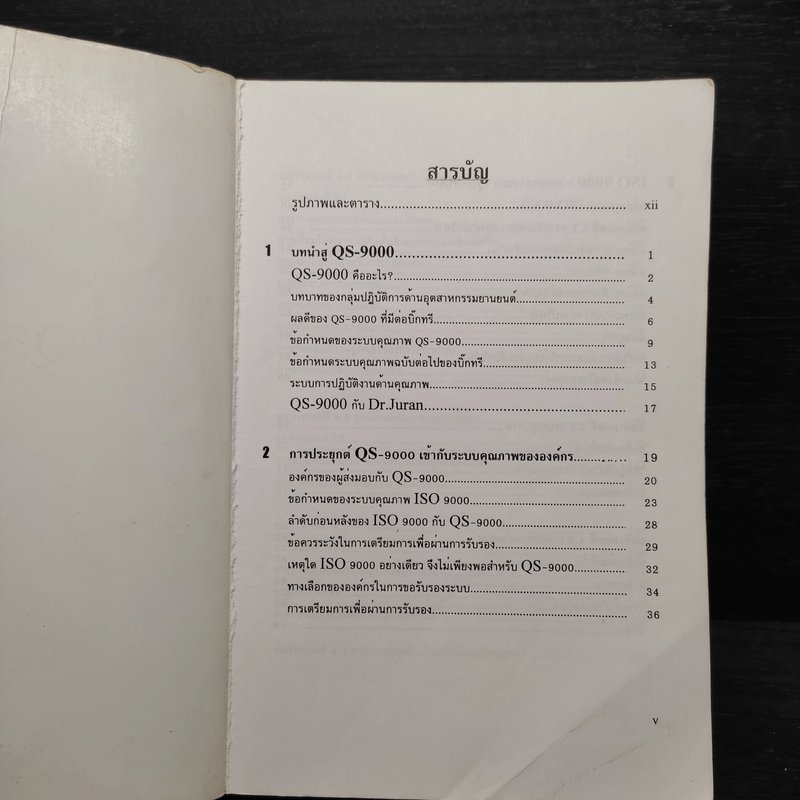 สารบัญ
รูปภาพและตาราง........................................................................ xii
1 บทนำสู่ QS-9000.......................................................... 1
QS-9000 คืออะไร?.................................................................. 2
บทบาทของกลุ่มปฏิบัติการด้านอุตสาหกรรมยานยนต์............................ 4
ผลดีของ QS-9000 ที่มีต่อบิ๊กทรี.................................................. 6
ข้อกำหนดของระบบคุณภาพ QS-9000........................................... 9
ข้อกำหนดระบบคุณภาพฉบับต่อไปของบิ๊กทรี..................................... 13
ระบบการปฏิบัติงานด้านคุณภาพ................................................... 15
QS-9000 กับ Dr.Juran.................................................... 17
2 การประยุกต์ QS-9000 เข้ากับระบบคุณภาพขององค์กร............ 19
องค์กรของผู้ส่งมอบกับ QS-9000................................................ 20
ข้อกำหนดของระบบคุณภาพ ISO 9000......................................... 23
ลำดับก่อนหลังของ ISO 9000 กับ QS-9000................................. 28
ข้อควรระวังในการเตรียมการเพื่อผ่านการรับรอง.................................. 29
เหตุใด ISO 9000 อย่างเดียว จึงไม่เพียงพอสำหรับ QS-9000............. 32
ทางเลือกขององค์กรในการขอรับรองระบบ......................................... 34
การเตรียมการเพื่อผ่านการรับรอง................................................... 36
v